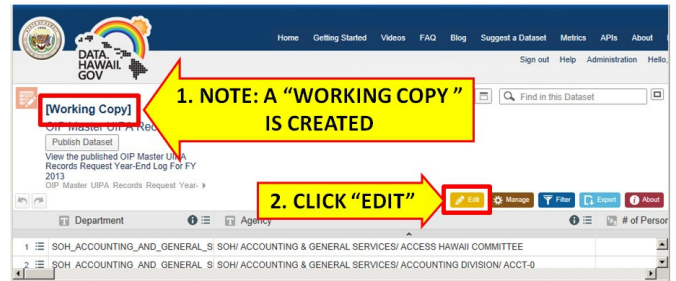 Home Getting Started Videos FAQ Blog Suggest a Dataset Metrics APIs About
DATA.
HAWAII.
GOV
Sign out Help Administration Hello,
[Working Copy]
1. NOTE: A “WORKING COPY ”
IS CREATED
Find in this Dataset
OIP Master UIPA Rec
Publish Dataset
View the published OIP Master UIPA
Records Request Year-End Log For FY
2013
OIP Master UIPA Records Request Year-
2. CLICK “EDIT”
Edit Manage Filter Export About
Department Agency # of Person
1 SOH_ACCOUNTING_AND_GENERAL_S SOH/ ACCOUNTING & GENERAL SERVICES/ ACCESS HAWAII COMMITTEE
2 SOH_ACCOUNTING_AND_GENERAL_S SOH/ ACCOUNTING & GENERAL SERVICES/ ACCOUNTING DIVISION/ ACCT-0